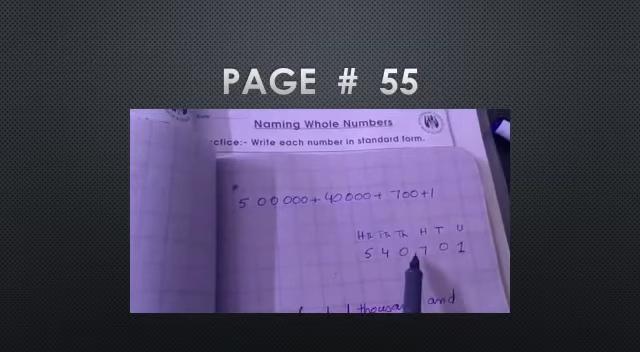 PAGE # 55
Naming Whole Numbers
ctice:- Write each number in standard form.
500000+40000+ 700+1
H Th T Th Th H T U
5 4 0 7 0 1
thousand and